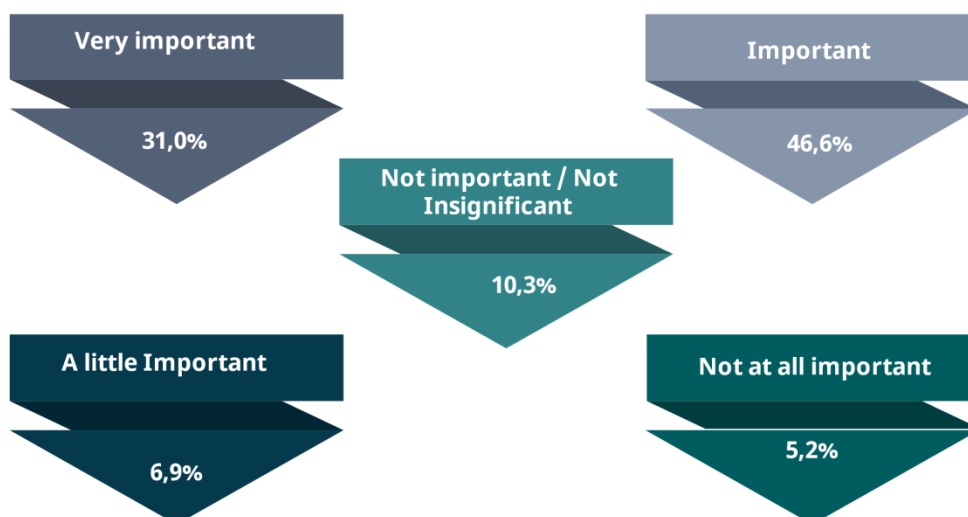 Very important
31,0%
Important
46,6%
Not important / Not
Insignificant
10,3%
A little Important
6,9%
Not at all important
5,2%